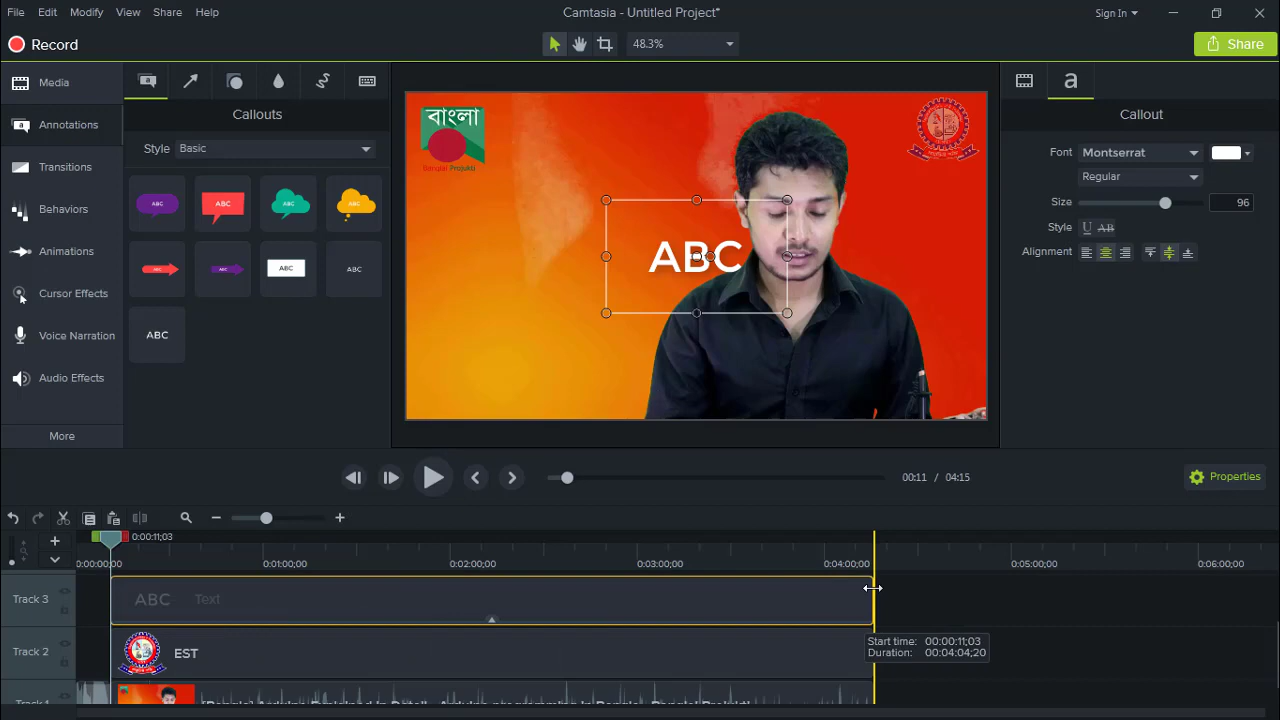 File Edit Modify View Share Help
Camtasia - Untitled Project*
Sign In
Record
48.3%
Share
Media
Annotations
Transitions
Behaviors
Animations
Cursor Effects
Voice Narration
Audio Effects
More
Callouts
Style Basic
ABC ABC ABC ABC
ABC ABC ABC ABC
ABC
বাংলা
Banglai Projukti
ABC
a
Callout
Font Montserrat
Regular
Size 96
Style U AB
Alignment
00:11 / 04:15
Properties
0:00:11;03
0:00:00;00 0:01:00;00 0:02:00;00 0:03:00;00 0:04:00;00 0:05:00;00 0:06:00;00
Track 3 ABC Text
Start time: 00:00:11;03
Duration: 00:04:04;20
Track 2 EST
Track 1